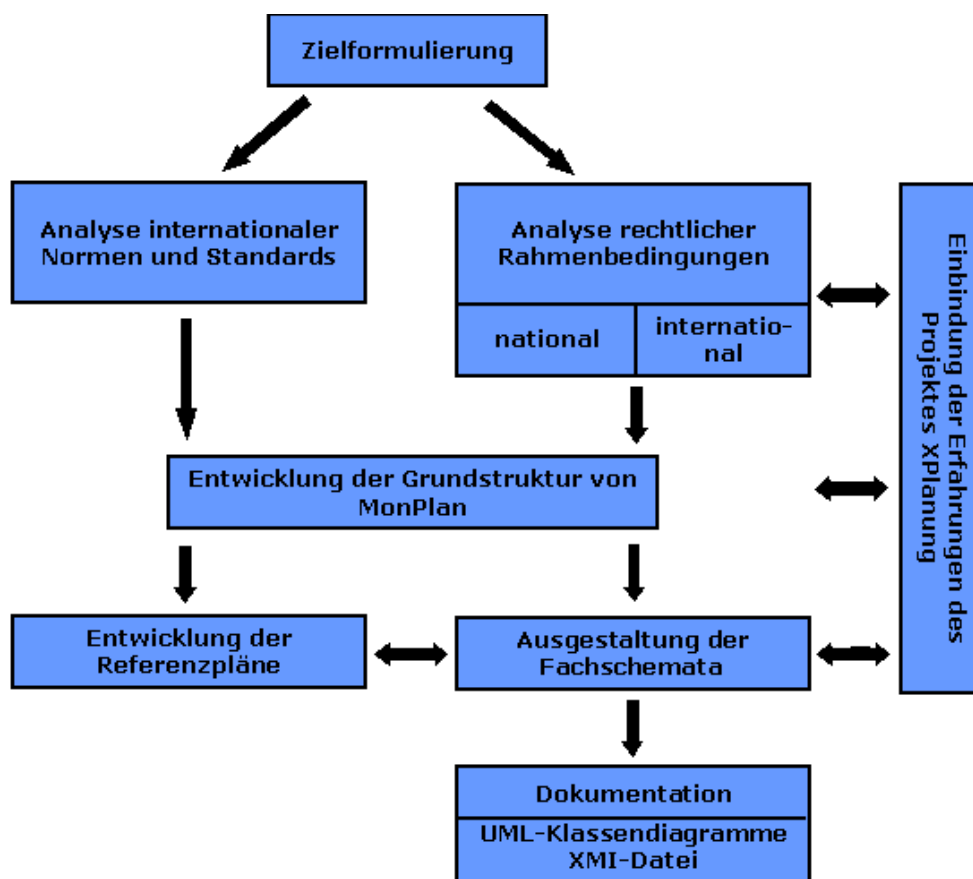 Zielformulierung
Analyse internationaler
Normen und Standards
Analyse rechtlicher
Rahmenbedingungen
national
internatio-
nal
Einbindung der Erfahrungen des
Projektes XPlanung
Entwicklung der Grundstruktur von
MonPlan
Entwicklung der
Referenzpläne
Ausgestaltung der
Fachschemata
Dokumentation
UML-Klassendiagramme
XMI-Datei